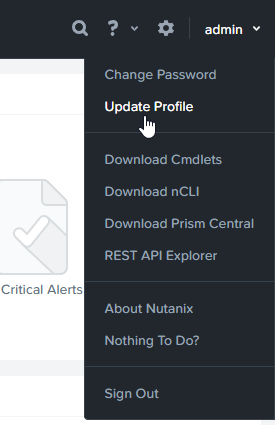 ? admin
Change Password
Update Profile
Download Cmdlets
Download nCLI
Download Prism Central
REST API Explorer
Critical Alerts
About Nutanix
Nothing To Do?
Sign Out